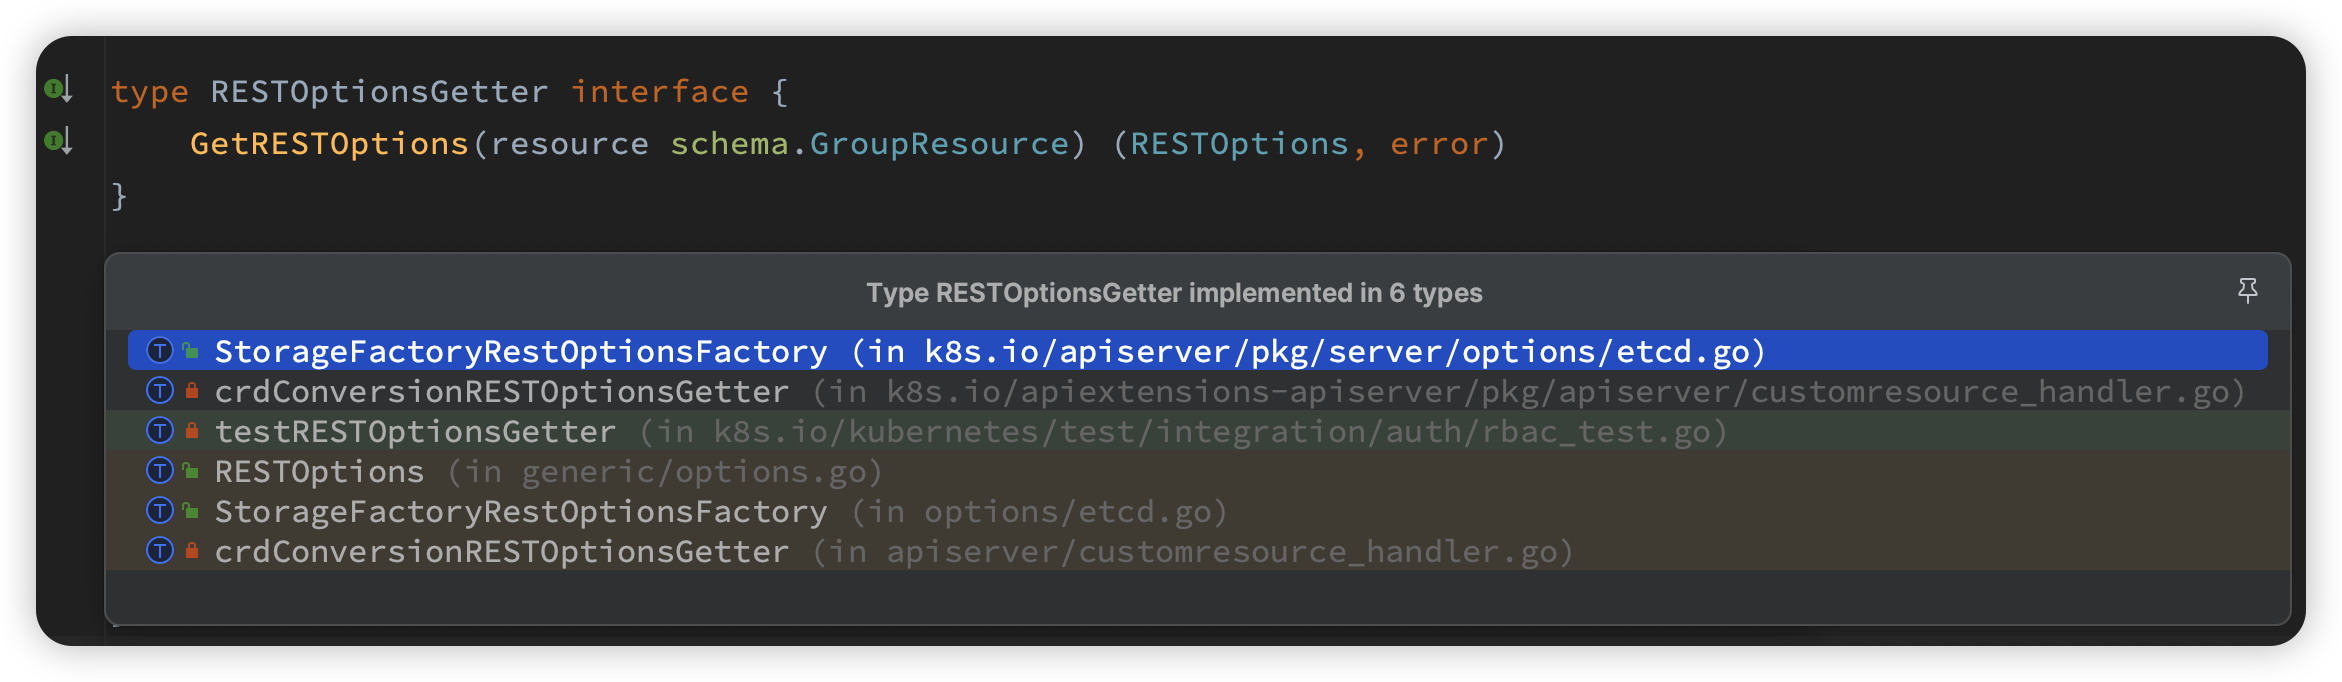 type RESTOptionsGetter interface {
GetRESTOptions(resource schema.GroupResource) (RESTOptions, error)
}
Type RESTOptionsGetter implemented in 6 types
StorageFactoryRestOptionsFactory (in k8s.io/apiserver/pkg/server/options/etcd.go)
crdConversionRESTOptionsGetter (in k8s.io/apiextensions-apiserver/pkg/apiserver/customresource_handler.go)
testRESTOptionsGetter (in k8s.io/kubernetes/test/integration/auth/rbac_test.go)
RESTOptions (in generic/options.go)
StorageFactoryRestOptionsFactory (in options/etcd.go)
crdConversionRESTOptionsGetter (in apiserver/customresource_handler.go)